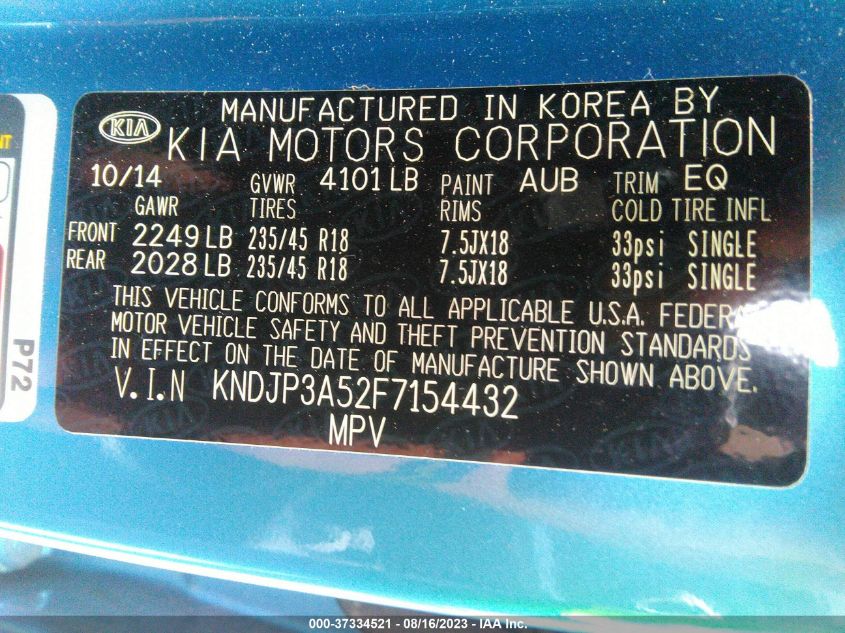 MANUFACTURED IN KOREA BY
KIA KIA MOTORS CORPORATION
10/14 GVWR 4101 LB PAINT AUB TRIM EQ
GAWR TIRES RIMS COLD TIRE INFL
FRONT 2249 LB 235/45 R18 7.5JX18 33psi SINGLE
REAR 2028 LB 235/45 R18 7.5JX18 33psi SINGLE
THIS VEHICLE CONFORMS TO ALL APPLICABLE U.S.A. FEDERA
MOTOR VEHICLE SAFETY AND THEFT PREVENTION STANDARDS
IN EFFECT ON THE DATE OF MANUFACTURE SHOWN ABOVE.
V.I.N KNDJP3A52F7154432
MPV
P72
000-37334521 - 08/16/2023 - IAA Inc.